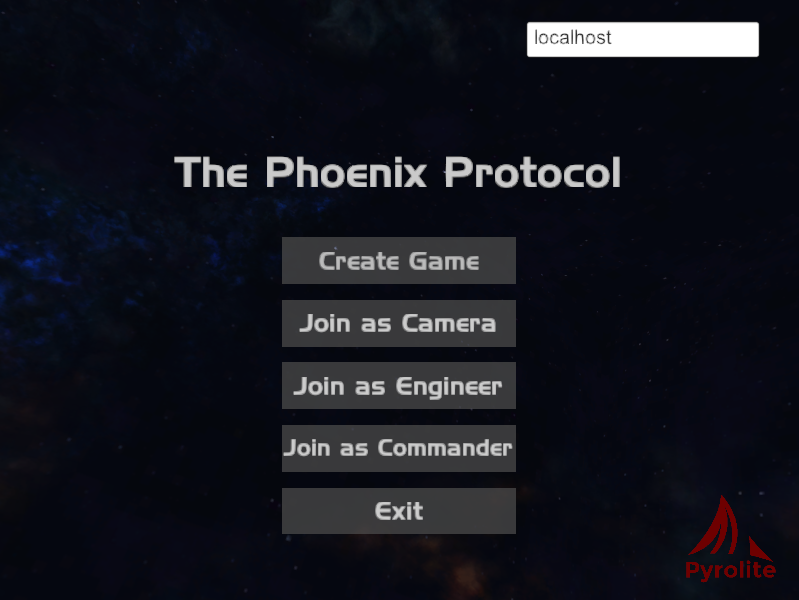 localhost
The Phoenix Protocol
Create Game
Join as Camera
Join as Engineer
Join as Commander
Exit
Pyrolite